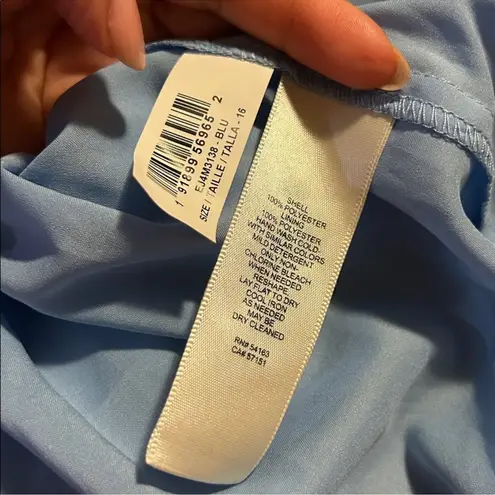 1 91899 56965 2
EJ4M3138 - BLU
SIZE / TAILLE / TALLA - 16
SHELL
100% POLYESTER
LINING
100% POLYESTER
HAND WASH COLD-
WITH SIMILAR COLORS
MILD DETERGENT
ONLY NON-
CHLORINE BLEACH
WHEN NEEDED
RESHAPE
LAY FLAT TO DRY
COOL IRON
AS NEEDED
MAY BE
DRY CLEANED
RN# 54163
CA# 57151